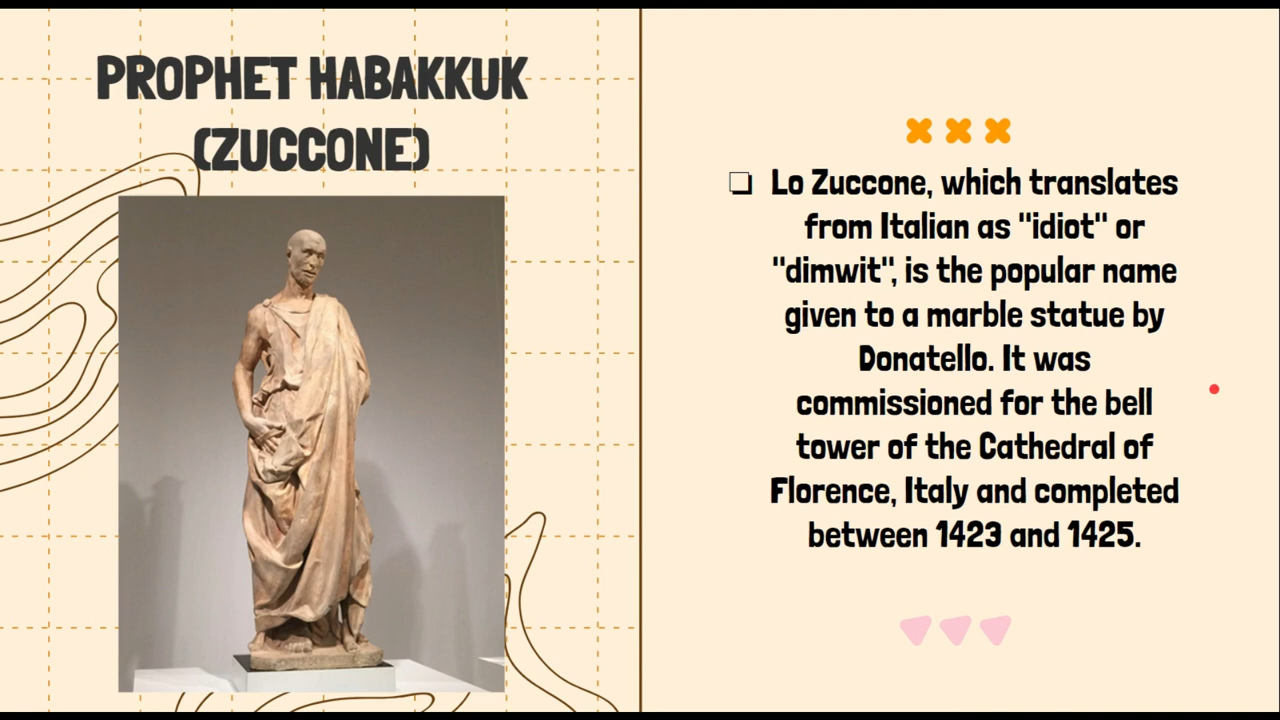 PROPHET HABAKKUK
(ZUCCONE)
❏ Lo Zuccone, which translates
from Italian as "idiot" or
"dimwit", is the popular name
given to a marble statue by
Donatello. It was
commissioned for the bell
tower of the Cathedral of
Florence, Italy and completed
between 1423 and 1425.